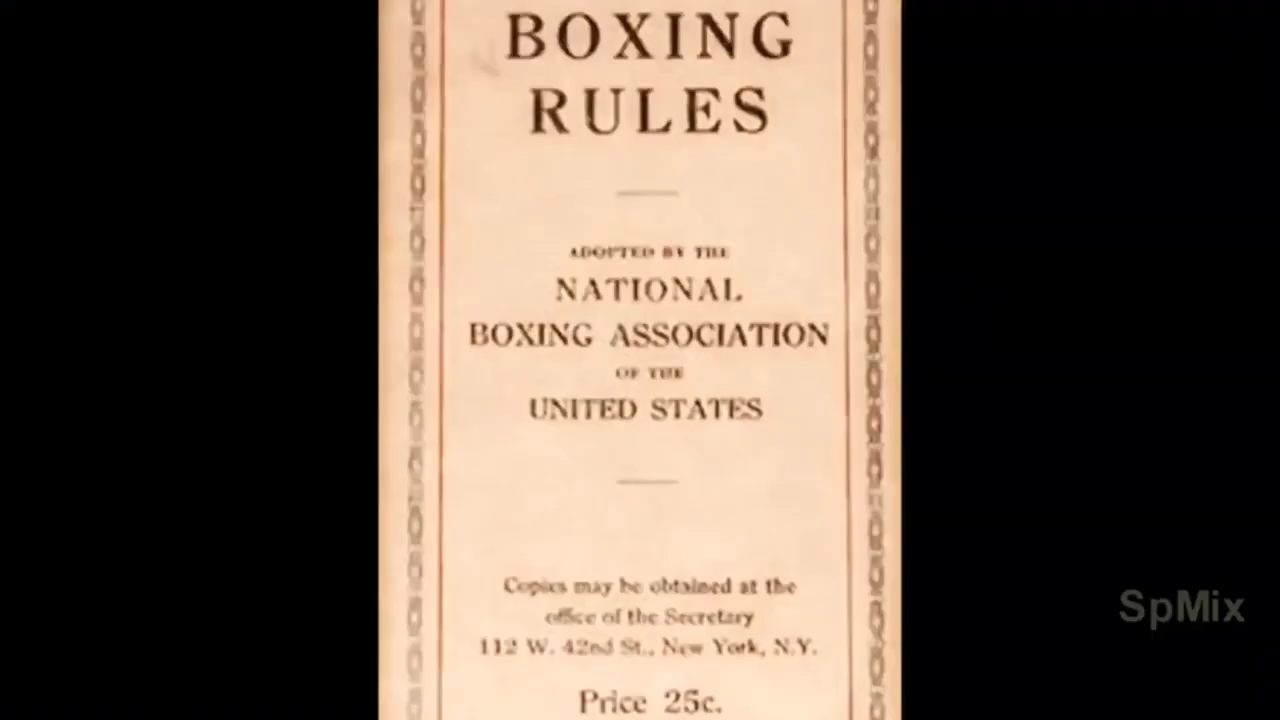 BOXING
RULES
ADOPTED BY THE
NATIONAL
BOXING ASSOCIATION
OF THE
UNITED STATES
Copies may be obtained at the
office of the Secretary
112 W. 42nd St., New York, N.Y.
Price 25c.
SpMix